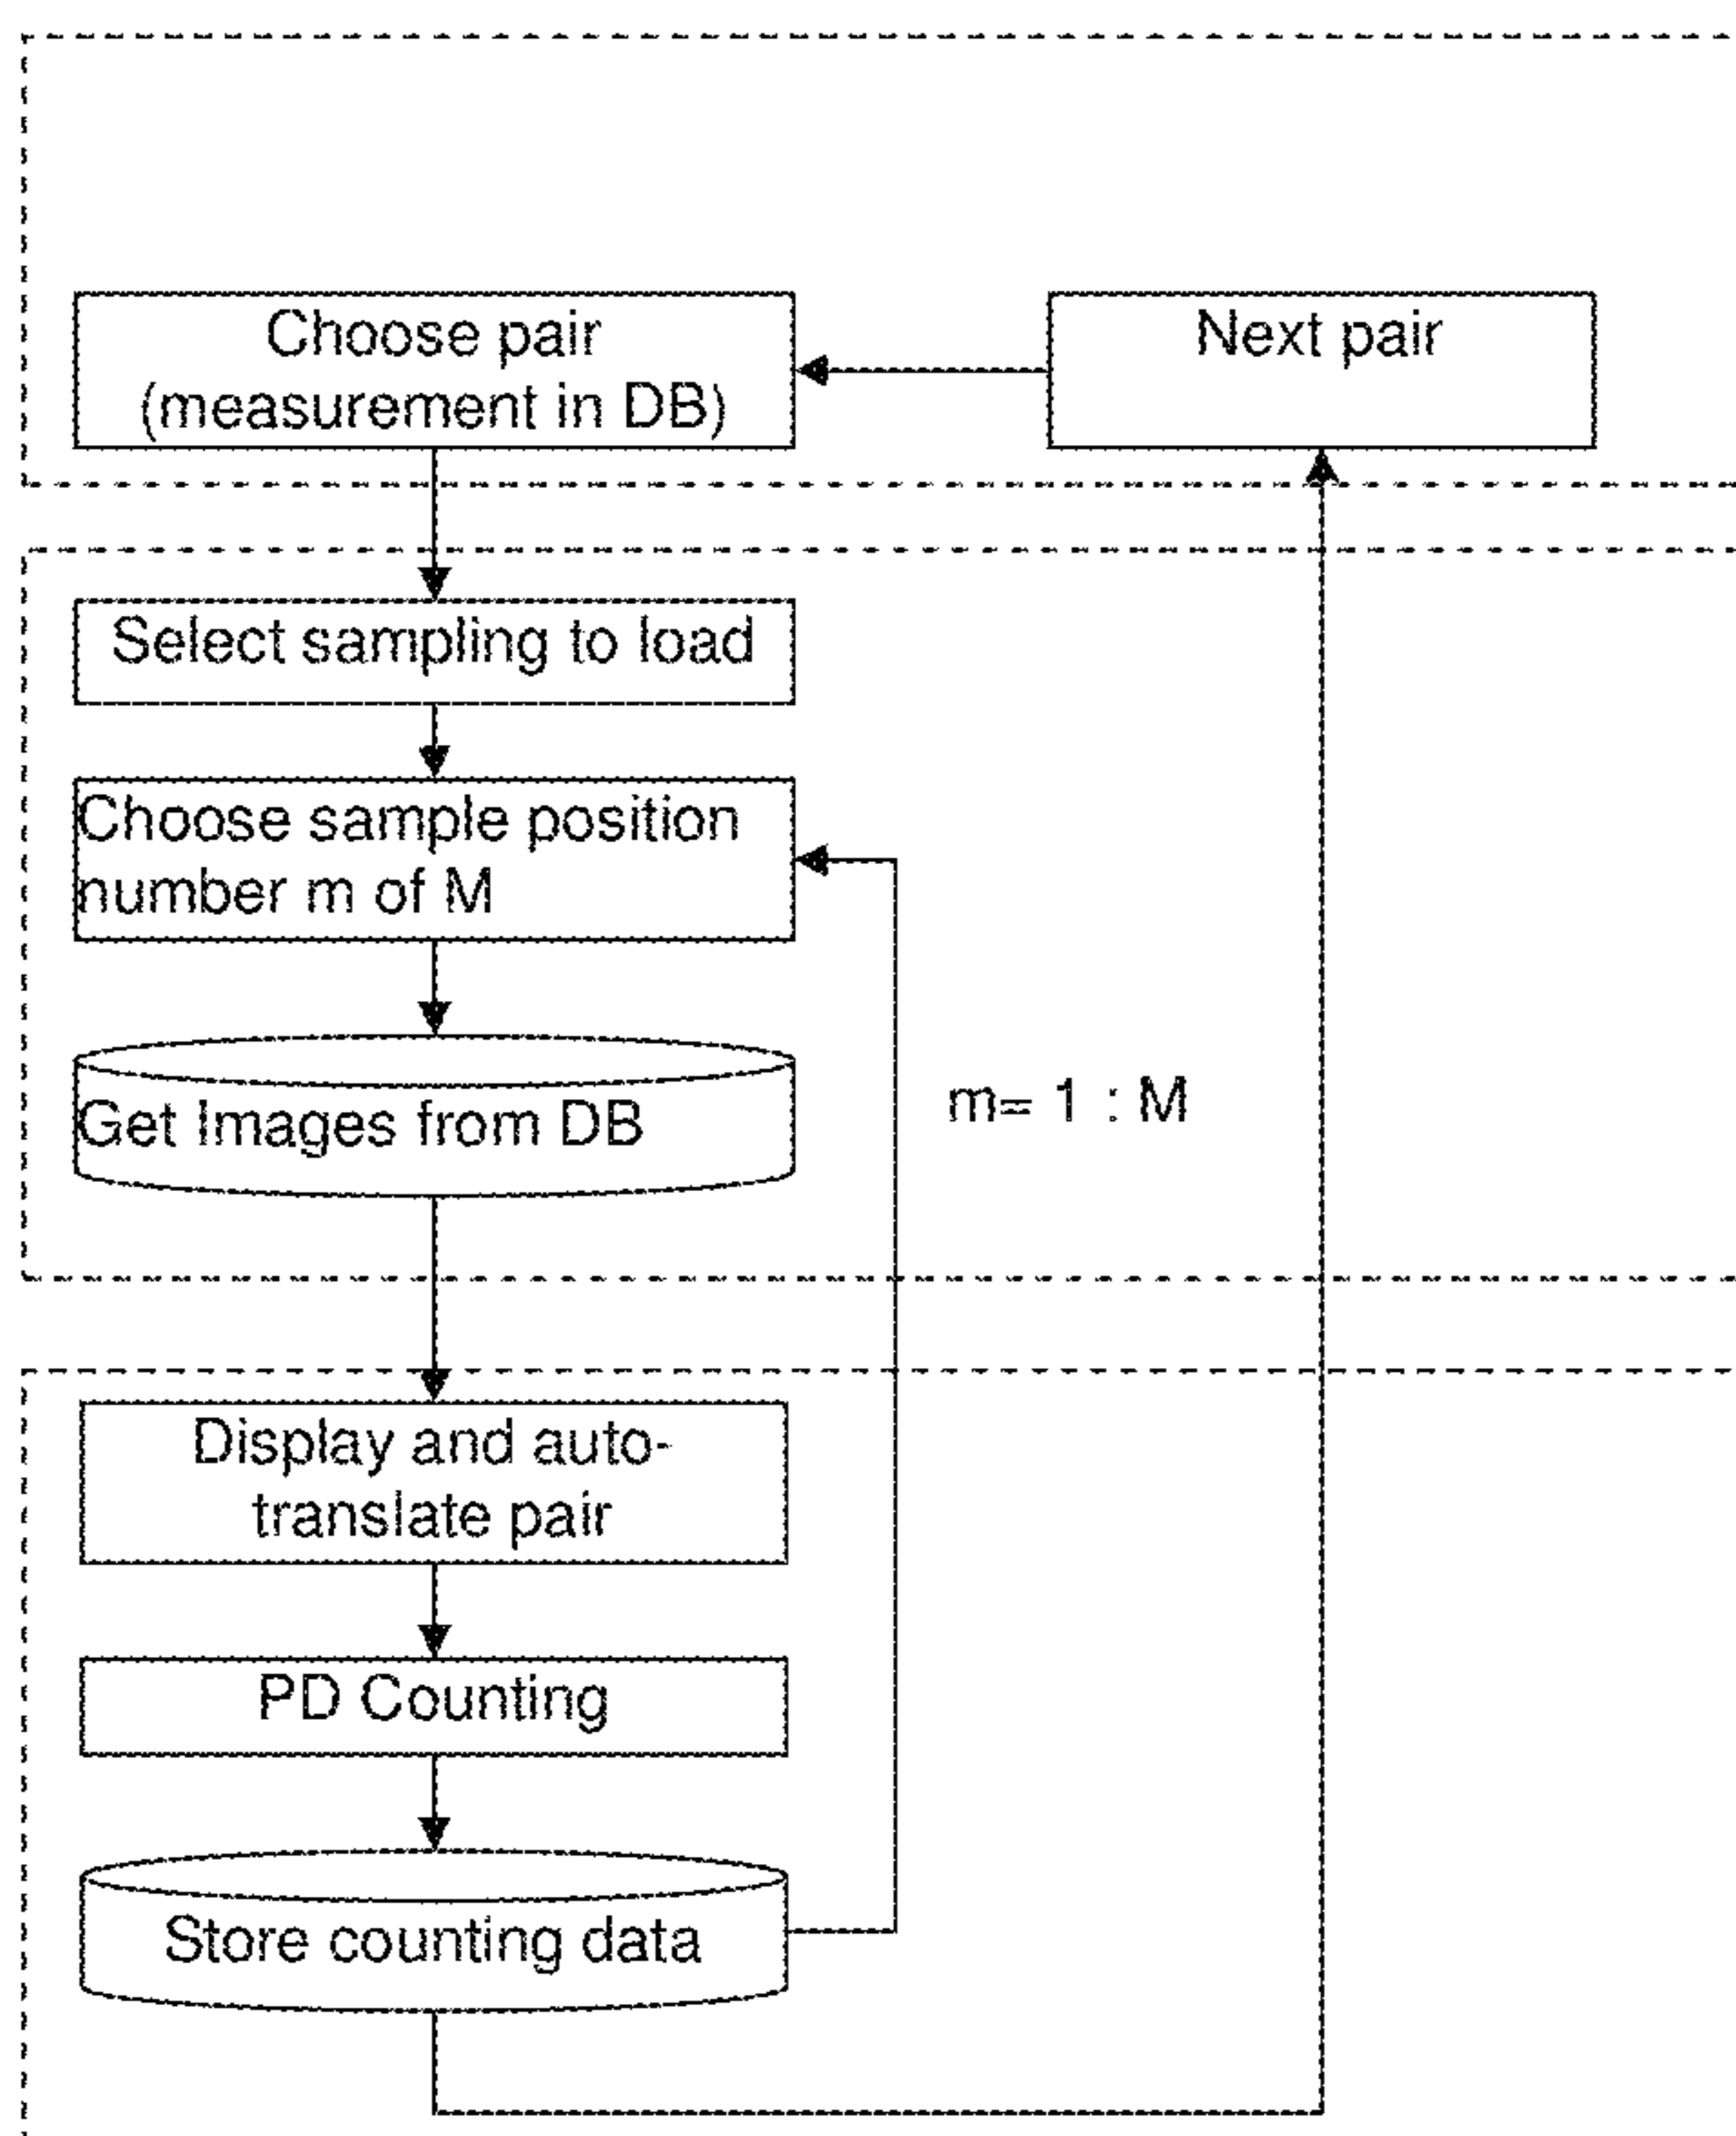 Choose pair
(measurement in DB)
Next pair
Select sampling to load
Choose sample position
number m of M
Get Images from DB
m= 1 : M
Display and auto-
translate pair
PD Counting
Store counting data